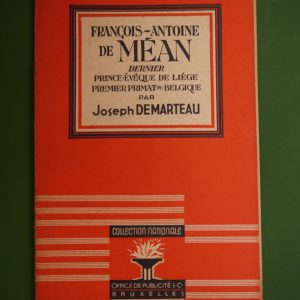 FRANÇOIS-ANTOINE
DE MÉAN
DERNIER
PRINCE-ÉVÊQUE DE LIÈGE
PREMIER PRIMAT DE BELGIQUE
PAR
Joseph DEMARTEAU
COLLECTION NATIONALE
OFFICE DE PUBLICITÉ S.C.
BRUXELLES